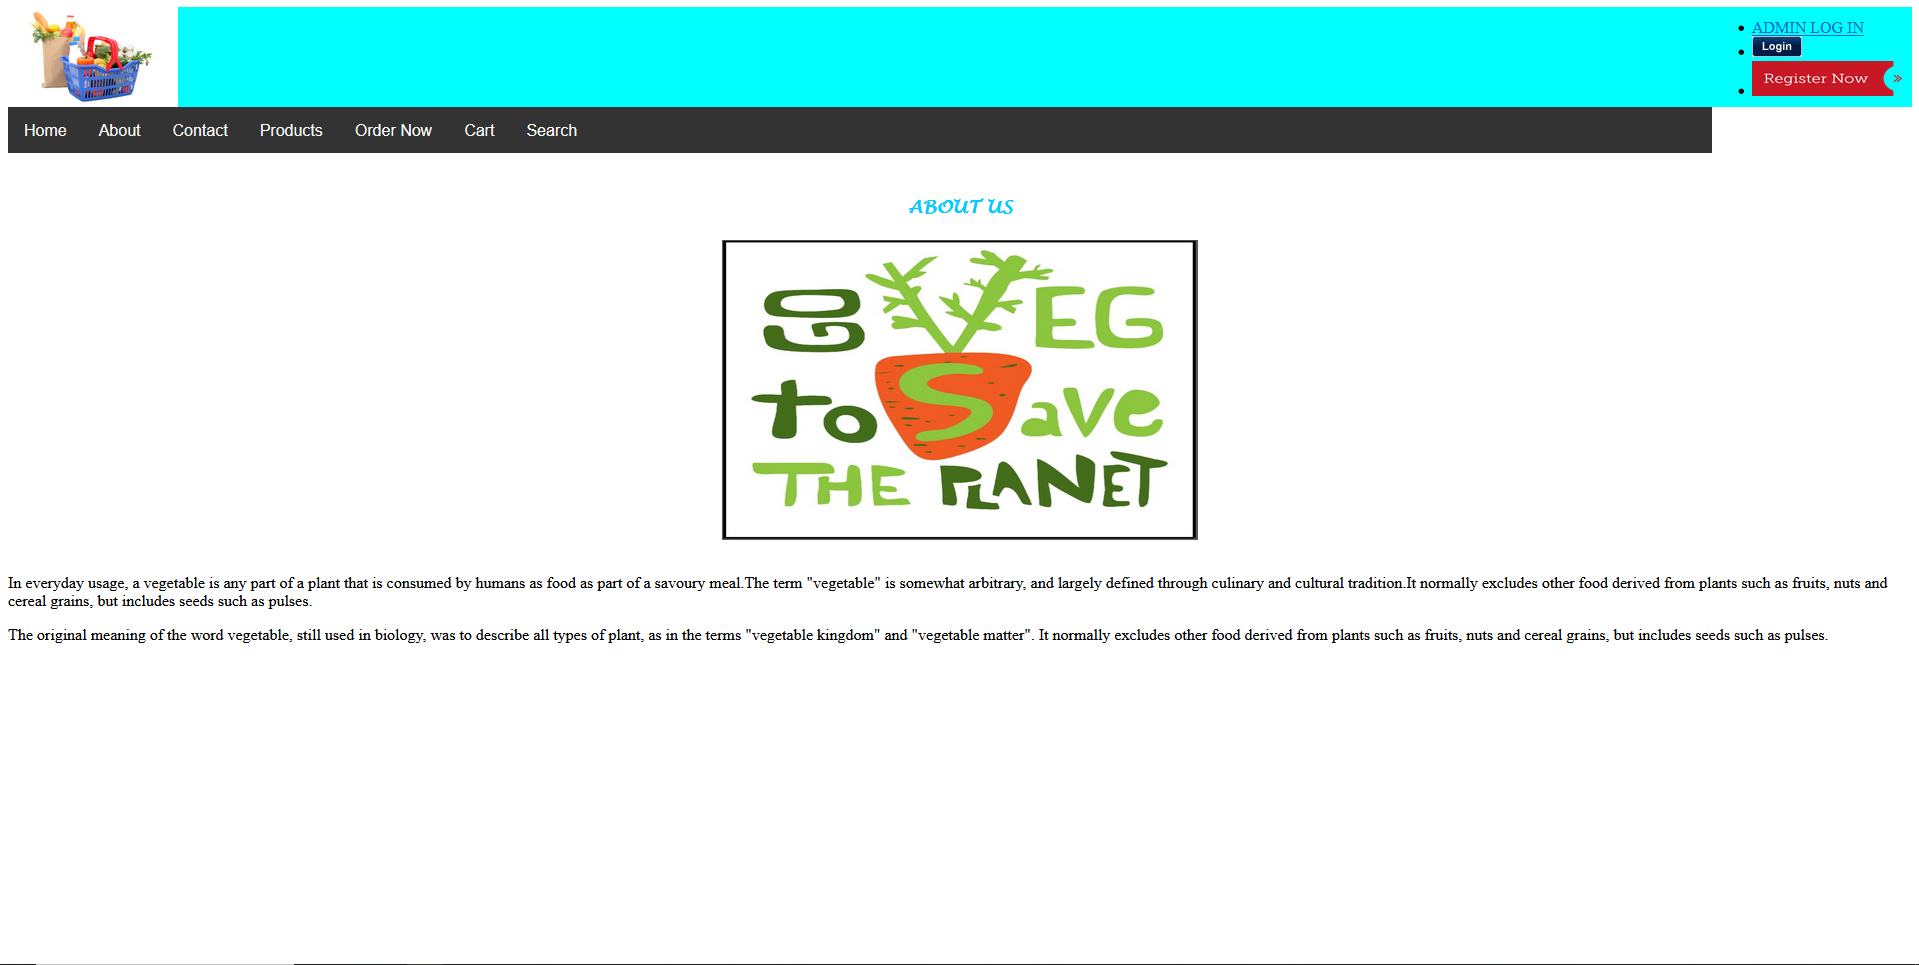 ADMIN LOG IN
Login
Register Now »
Home About Contact Products Order Now Cart Search
ABOUT US
GO VEG
to Save
THE PLANET
In everyday usage, a vegetable is any part of a plant that is consumed by humans as food as part of a savoury meal.The term "vegetable" is somewhat arbitrary, and largely defined through culinary and cultural tradition.It normally excludes other food derived from plants such as fruits, nuts and
cereal grains, but includes seeds such as pulses.
The original meaning of the word vegetable, still used in biology, was to describe all types of plant, as in the terms "vegetable kingdom" and "vegetable matter". It normally excludes other food derived from plants such as fruits, nuts and cereal grains, but includes seeds such as pulses.